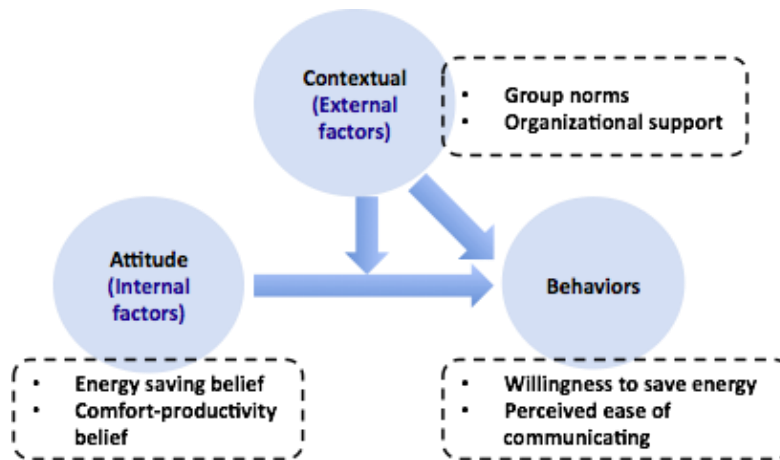 Contextual
(External
factors)
• Group norms
• Organizational support
Attitude
(Internal
factors)
Behaviors
• Energy saving belief
• Comfort-productivity
belief
• Willingness to save energy
• Perceived ease of
communicating